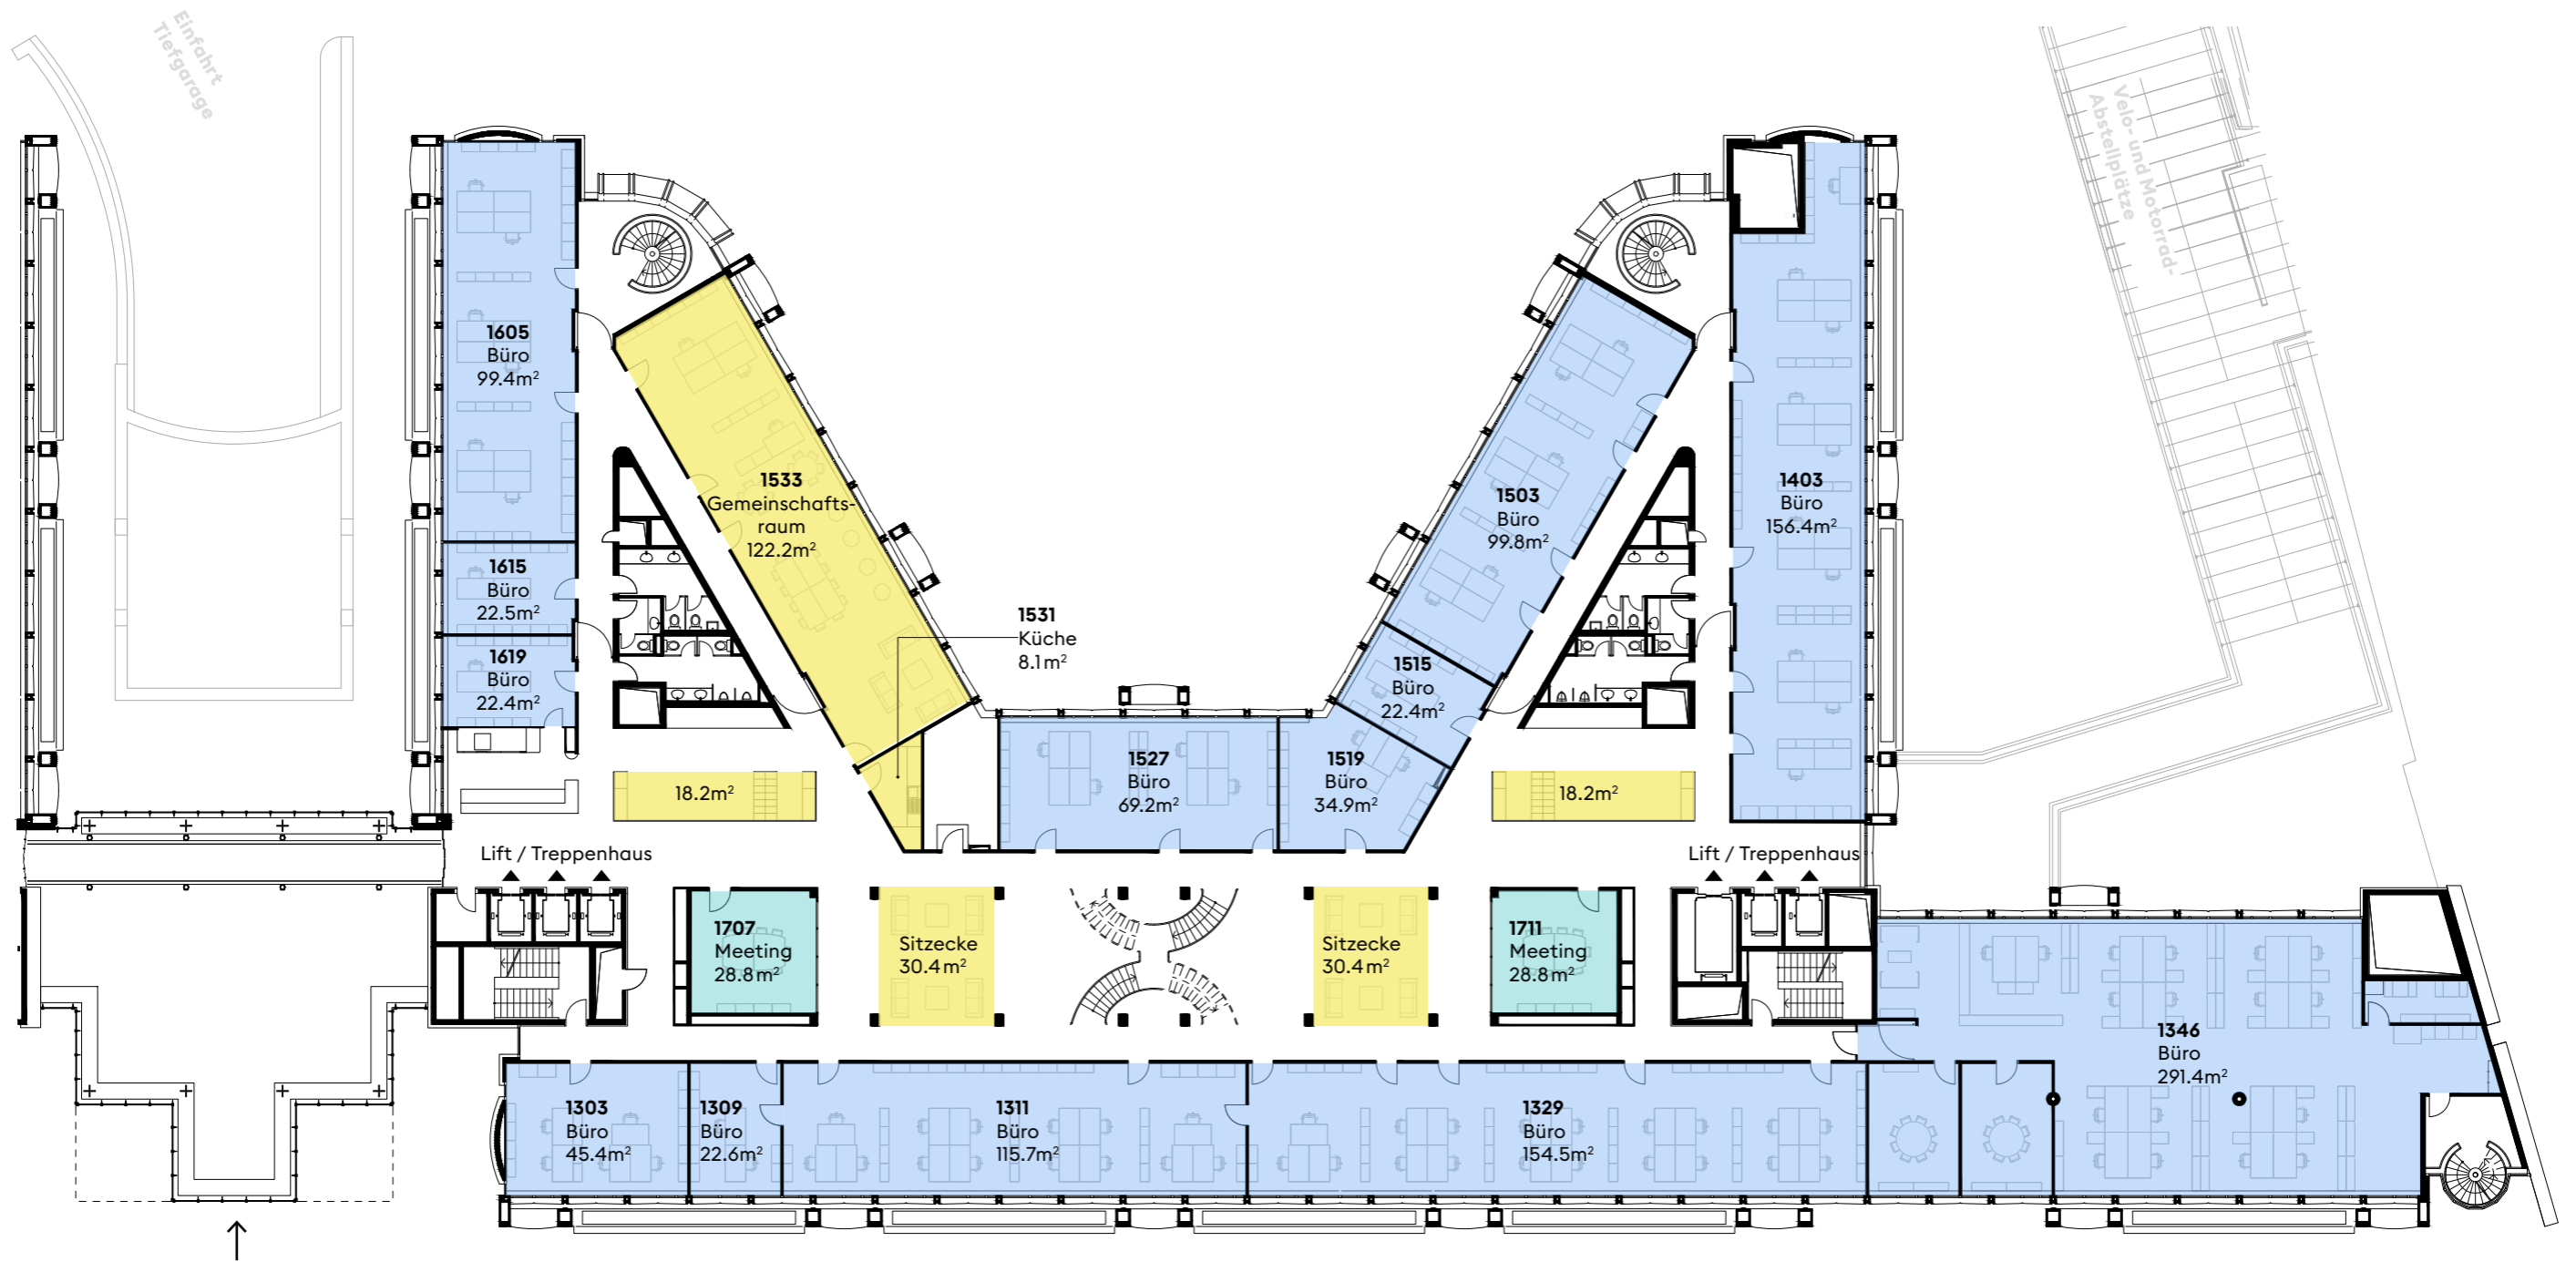 Einfahrt
Tiefgarage
Velo- und Motorrad-
Abstellplätze
1605
Büro
99.4m²
1533
Gemeinschafts-
raum
122.2m²
1503
Büro
99.8m²
1403
Büro
156.4m²
1615
Büro
22.5m²
1531
Küche
8.1m²
1619
Büro
22.4m²
1515
Büro
22.4m²
1527
Büro
69.2m²
1519
Büro
34.9m²
18.2m²
18.2m²
Lift / Treppenhaus
Lift / Treppenhaus
1707
Meeting
28.8m²
Sitzecke
30.4m²
Sitzecke
30.4m²
1711
Meeting
28.8m²
1346
Büro
291.4m²
1303
Büro
45.4m²
1309
Büro
22.6m²
1311
Büro
115.7m²
1329
Büro
154.5m²